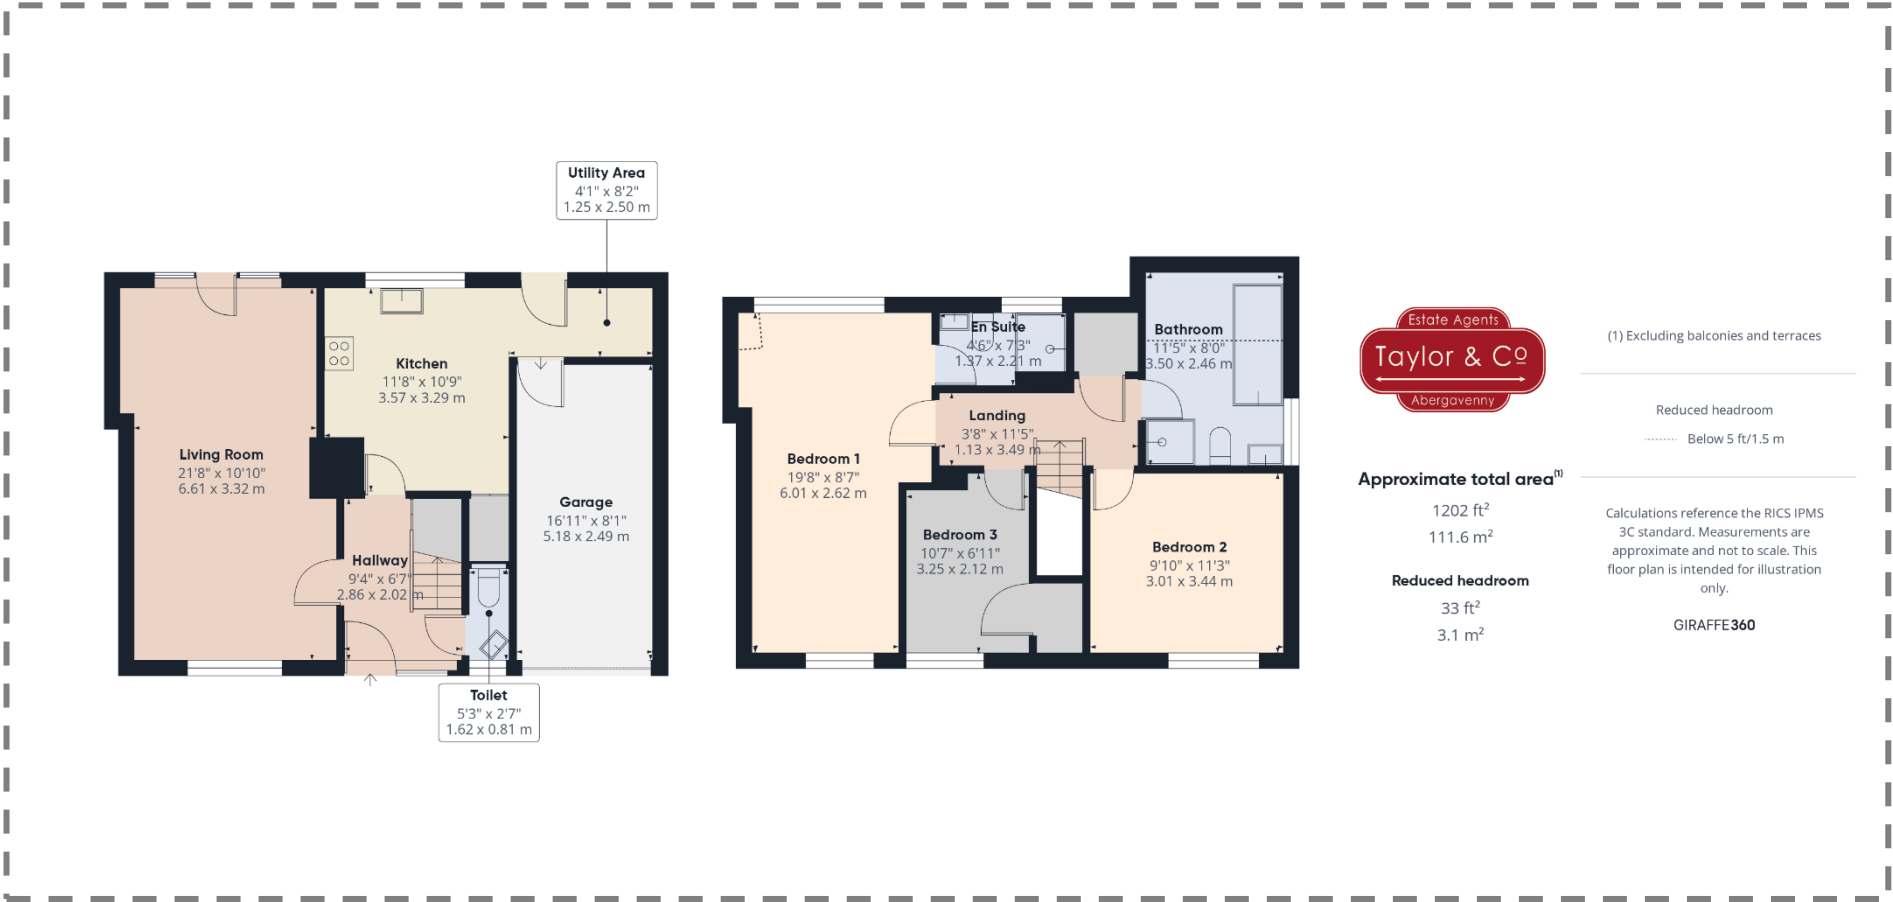 Utility Area
4'1" x 8'2"
1.25 x 2.50 m
Kitchen
11'8" x 10'9"
3.57 x 3.29 m
Living Room
21'8" x 10'10"
6.61 x 3.32 m
Garage
16'11" x 8'1"
5.18 x 2.49 m
Hallway
9'4" x 6'7"
2.86 x 2.02 m
Toilet
5'3" x 2'7"
1.62 x 0.81 m
En Suite
4'6" x 7'3"
1.37 x 2.21 m
Bathroom
11'5" x 8'0"
3.50 x 2.46 m
Landing
3'8" x 11'5"
1.13 x 3.49 m
Bedroom 1
19'8" x 8'7"
6.01 x 2.62 m
Bedroom 3
10'7" x 6'11"
3.25 x 2.12 m
Bedroom 2
9'10" x 11'3"
3.01 x 3.44 m
Estate Agents
Taylor & Co
Abergavenny
Approximate total area(1)
1202 ft²
111.6 m²
Reduced headroom
33 ft²
3.1 m²
(1) Excluding balconies and terraces
Reduced headroom
Below 5 ft/1.5 m
Calculations reference the RICS IPMS
3C standard. Measurements are
approximate and not to scale. This
floor plan is intended for illustration
only.
GIRAFFE360